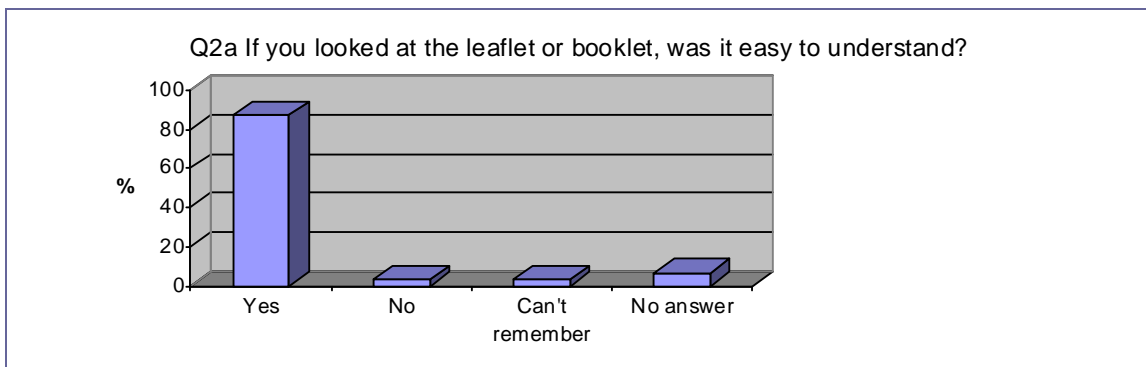 Q2a If you looked at the leaflet or booklet, was it easy to understand?
100
80
60
%
40
20
0
Yes No Can't No answer
remember